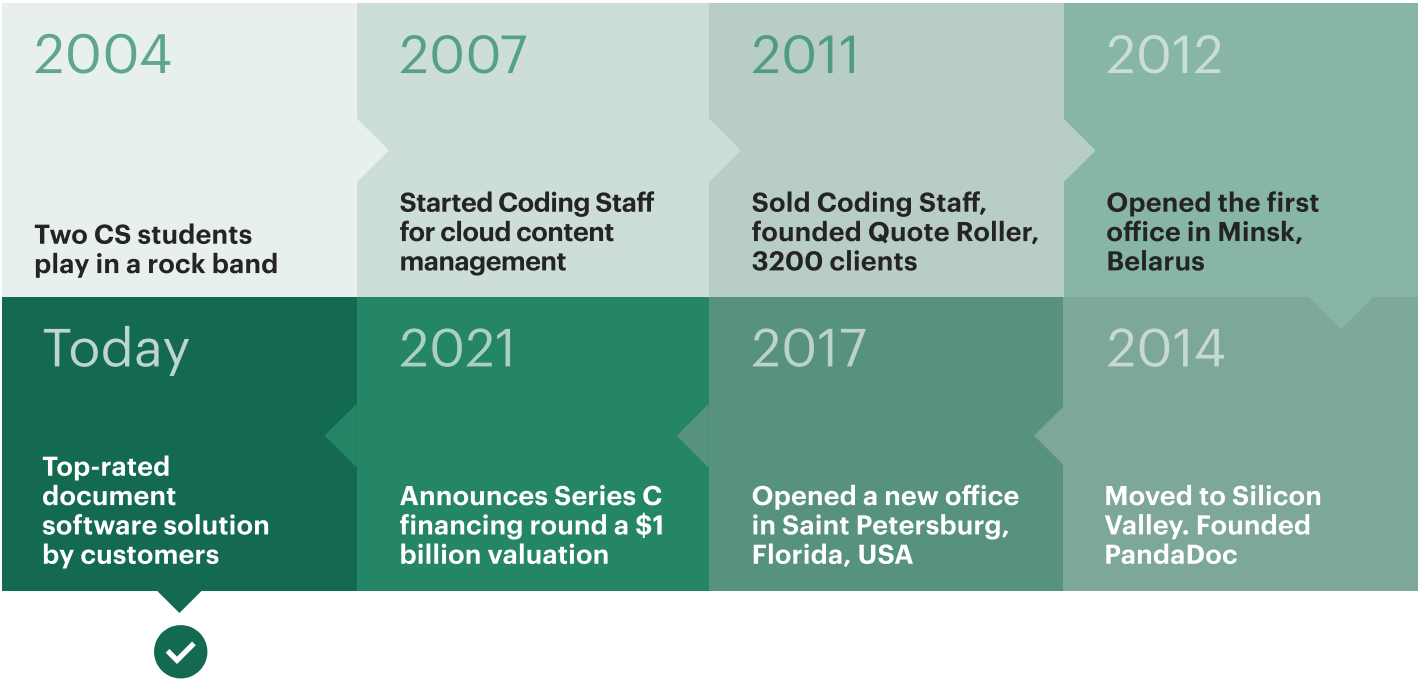 2004
Two CS students
play in a rock band
2007
Started Coding Staff
for cloud content
management
2011
Sold Coding Staff,
founded Quote Roller,
3200 clients
2012
Opened the first
office in Minsk,
Belarus
2014
Moved to Silicon
Valley. Founded
PandaDoc
2017
Opened a new office
in Saint Petersburg,
Florida, USA
2021
Announces Series C
financing round a $1
billion valuation
Today
Top-rated
document
software solution
by customers